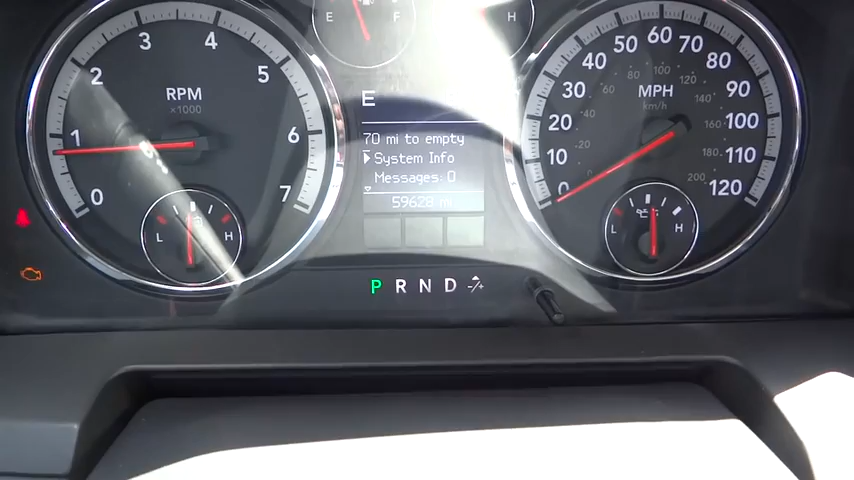 RPM
×1000
0
1
2
3
4
5
6
7
L
H
E
F
H
E
70 mi to empty
System Info
Messages: 0
59628 mi
P R N D -/+
MPH
km/h
0
10
20
30
40
50
60
70
80
90
100
110
120
20
40
60
80
100
120
140
160
180
200
L
H